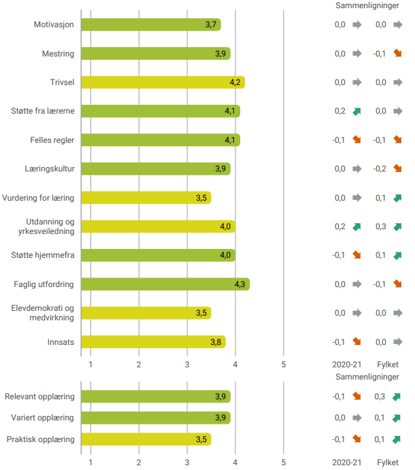 Sammenligninger
Motivasjon 3,7 0,0 0,0
Mestring 3,9 0,0 -0,1
Trivsel 4,2 0,0 0,0
Støtte fra lærerne 4,1 0,2 0,0
Felles regler 4,1 -0,1 -0,1
Læringskultur 3,9 0,0 -0,2
Vurdering for læring 3,5 0,0 0,1
Utdanning og
yrkesveiledning 4,0 0,2 0,3
Støtte hjemmefra 4,0 -0,1 0,1
Faglig utfordring 4,3 0,0 -0,1
Elevdemokrati og
medvirkning 3,5 0,0 0,0
Innsats 3,8 -0,1 0,0
1 2 3 4 5 2020-21 Fylket
Sammenligninger
Relevant opplæring 3,9 -0,1 0,3
Variert opplæring 3,9 0,0 0,1
Praktisk opplæring 3,5 -0,1 0,1
1 2 3 4 5 2020-21 Fylket